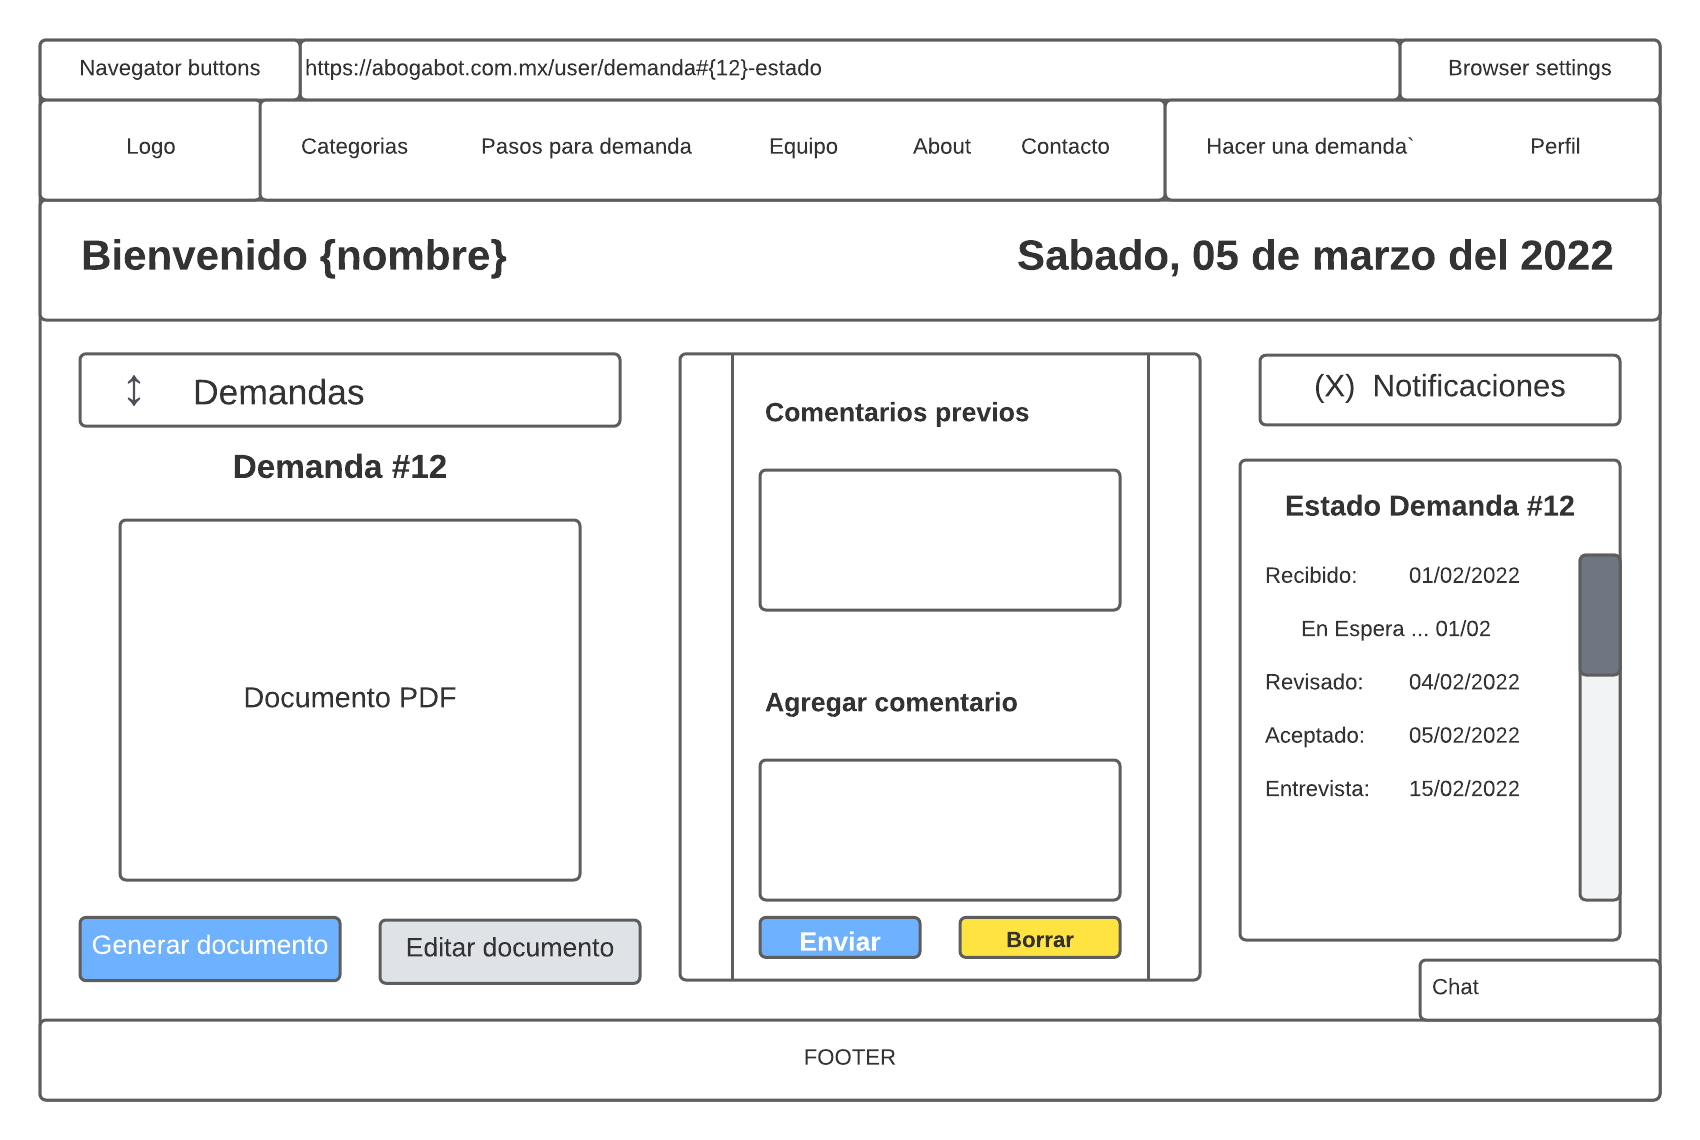 Navegator buttons
https://abogabot.com.mx/user/demanda#{12}-estado
Browser settings
Logo
Categorias
Pasos para demanda
Equipo
About
Contacto
Hacer una demanda`
Perfil
Bienvenido {nombre}
Sabado, 05 de marzo del 2022
↕ Demandas
Demanda #12
Documento PDF
Generar documento
Editar documento
Comentarios previos
Agregar comentario
Enviar
Borrar
(X) Notificaciones
Estado Demanda #12
Recibido: 01/02/2022
En Espera ... 01/02
Revisado: 04/02/2022
Aceptado: 05/02/2022
Entrevista: 15/02/2022
Chat
FOOTER